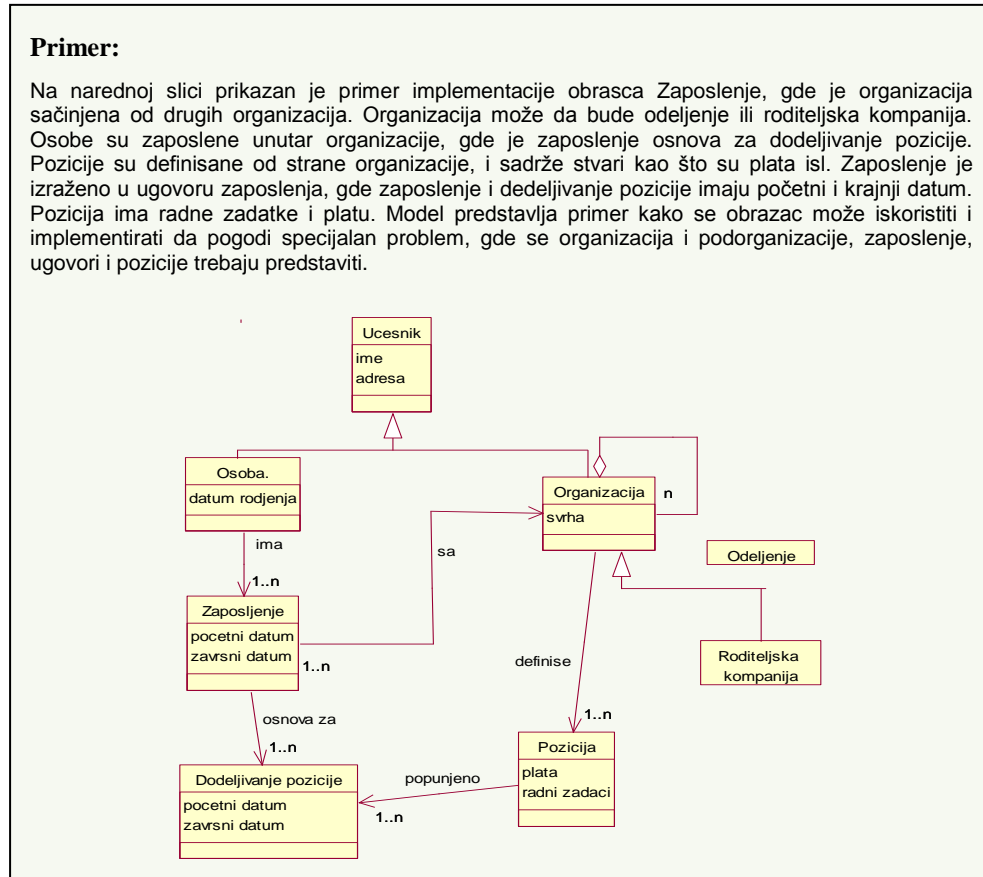 Primer:
Na narednoj slici prikazan je primer implementacije obrasca Zaposlenje, gde je organizacija
sačinjena od drugih organizacija. Organizacija može da bude odeljenje ili roditeljska kompanija.
Osobe su zaposlene unutar organizacije, gde je zaposlenje osnova za dodeljivanje pozicije.
Pozicije su definisane od strane organizacije, i sadrže stvari kao što su plata isl. Zaposlenje je
izraženo u ugovoru zaposlenja, gde zaposlenje i dedeljivanje pozicije imaju početni i krajnji datum.
Pozicija ima radne zadatke i platu. Model predstavlja primer kako se obrazac može iskoristiti i
implementirati da pogodi specijalan problem, gde se organizacija i podorganizacije, zaposlenje,
ugovori i pozicije trebaju predstaviti.
Ucesnik
ime
adresa
Osoba.
datum rodjenja
Organizacija
svrha
n
ima
sa
Odeljenje
1..n
Zaposljenje
pocetni datum
zavrsni datum
1..n
Roditeljska
kompanija
definise
osnova za
1..n
1..n
Pozicija
plata
radni zadaci
Dodeljivanje pozicije
pocetni datum
zavrsni datum
popunjeno
1..n